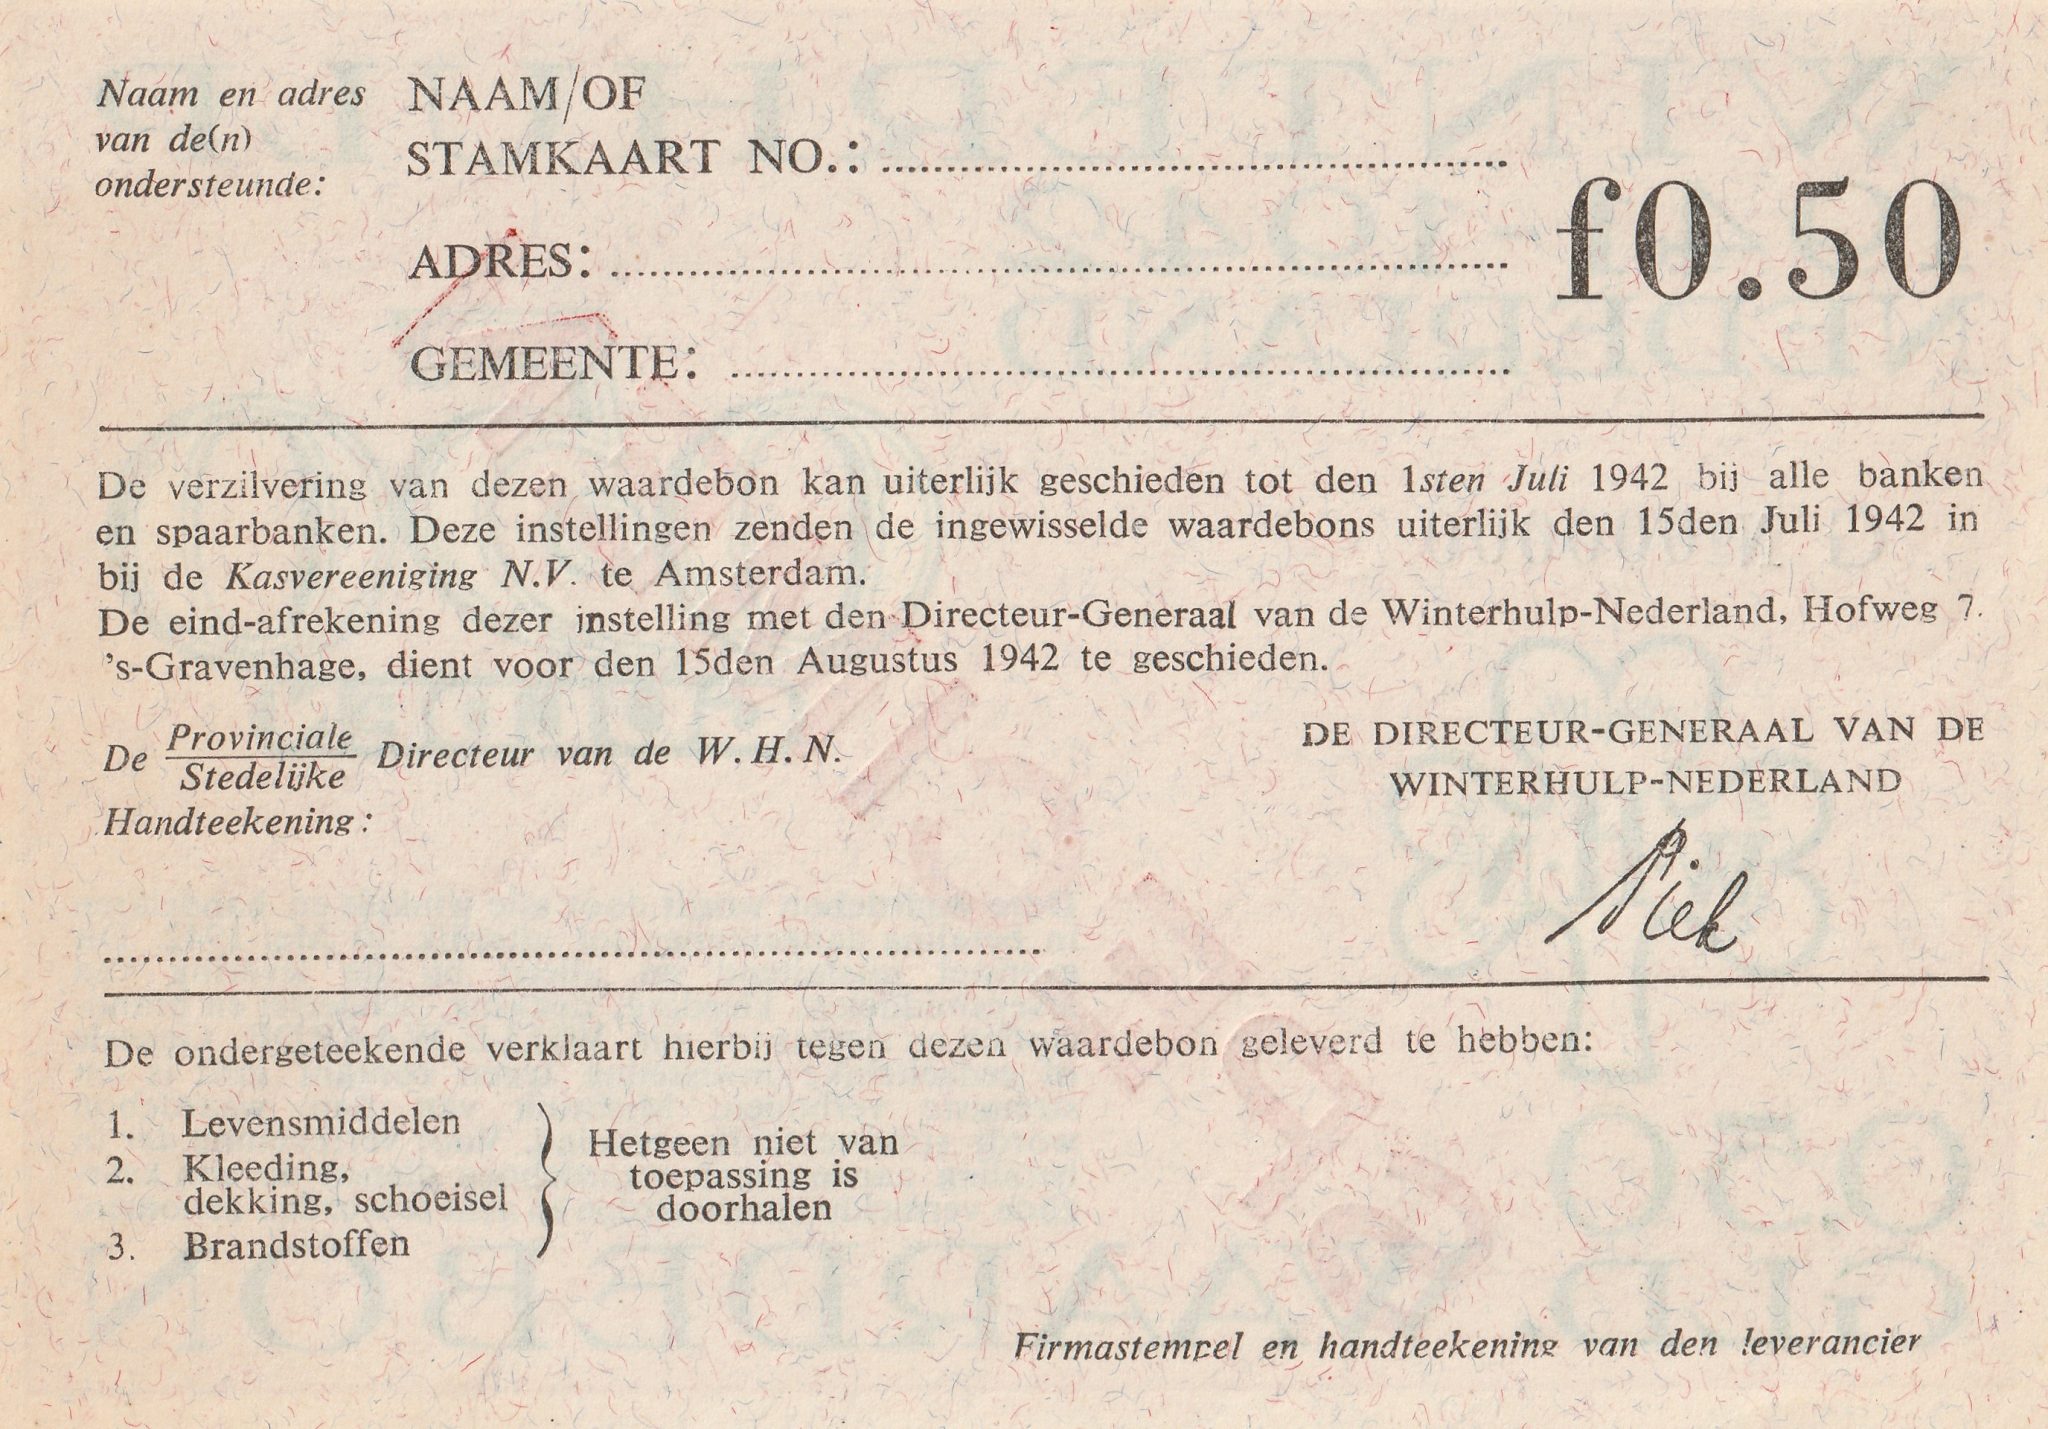 Naam en adres
van de(n)
ondersteunde:
NAAM/OF
STAMKAART NO.:
ADRES:
GEMEENTE:
f0.50
De verzilvering van dezen waardebon kan uiterlijk geschieden tot den 1sten Juli 1942 bij alle banken
en spaarbanken. Deze instellingen zenden de ingewisselde waardebons uiterlijk den 15den Juli 1942 in
bij de Kasvereeniging N.V. te Amsterdam.
De eind-afrekening dezer instelling met den Directeur-Generaal van de Winterhulp-Nederland, Hofweg 7.
's-Gravenhage, dient voor den 15den Augustus 1942 te geschieden.
De Provinciale/Stedelijke Directeur van de W. H. N.
Handteekening:
DE DIRECTEUR-GENERAAL VAN DE
WINTERHULP-NEDERLAND
Piek
De ondergeteekende verklaart hierbij tegen dezen waardebon geleverd te hebben:
1. Levensmiddelen
2. Kleeding,
dekking, schoeisel
3. Brandstoffen
Hetgeen niet van
toepassing is
doorhalen
Firmastempel en handteekening van den leverancier